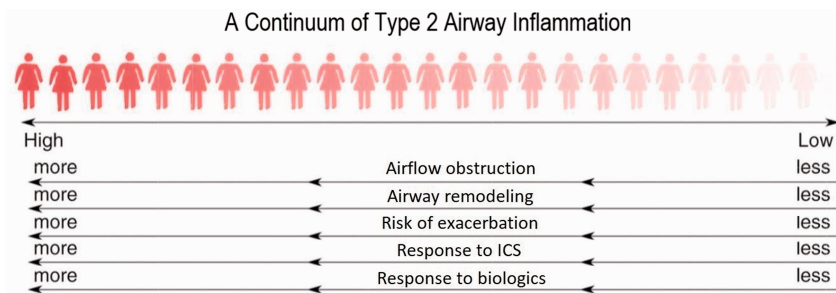 A Continuum of Type 2 Airway Inflammation
High Low
more Airflow obstruction less
more Airway remodeling less
more Risk of exacerbation less
more Response to ICS less
more Response to biologics less